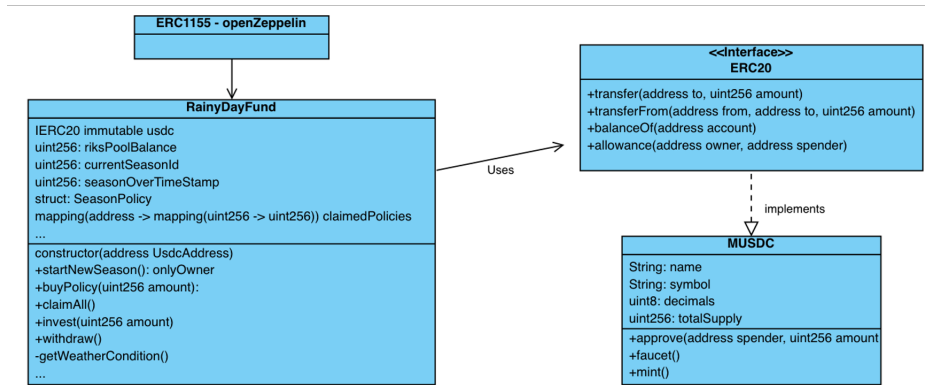 ERC1155 - openZeppelin
RainyDayFund
IERC20 immutable usdc
uint256: riksPoolBalance
uint256: currentSeasonId
uint256: seasonOverTimeStamp
struct: SeasonPolicy
mapping(address -> mapping(uint256 -> uint256)) claimedPolicies
...
constructor(address UsdcAddress)
+startNewSeason(): onlyOwner
+buyPolicy(uint256 amount):
+claimAll()
+invest(uint256 amount)
+withdraw()
-getWeatherCondition()
...
Uses
<<Interface>>
ERC20
+transfer(address to, uint256 amount)
+transferFrom(address from, address to, uint256 amount)
+balanceOf(address account)
+allowance(address owner, address spender)
implements
MUSDC
String: name
String: symbol
uint8: decimals
uint256: totalSupply
+approve(address spender, uint256 amount
+faucet()
+mint()